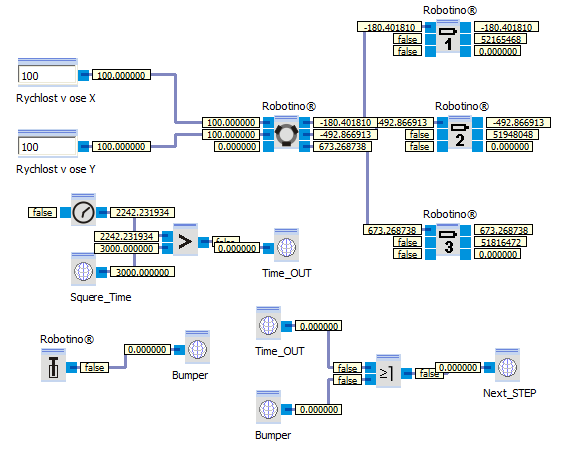 Robotino®
-180.401810
false
-180.401810
52165468
0.000000
1
100
100.000000
Rychlost v ose X
Robotino®
Robotino®
100.000000
100.000000
0.000000
-180.401810
-492.866913
673.268738
-492.866913
false
false
-492.866913
51948048
0.000000
2
100
100.000000
Rychlost v ose Y
false
2242.231934
Robotino®
673.268738
false
false
673.268738
51816472
0.000000
3
2242.231934
3000.000000
>
false
0.000000
Time_OUT
3000.000000
Squere_Time
Robotino®
false
0.000000
Bumper
0.000000
Time_OUT
false
false
≥1
false
0.000000
Next_STEP
0.000000
Bumper